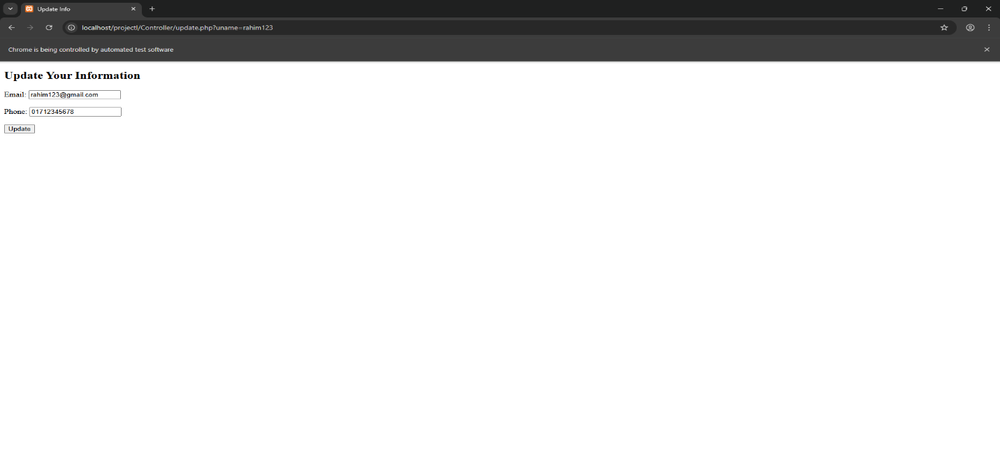 Update Info
localhost/projectl/Controller/update.php?uname=rahim123
Chrome is being controlled by automated test software
Update Your Information
Email: rahim123@gmail.com
Phone: 01712345678
Update